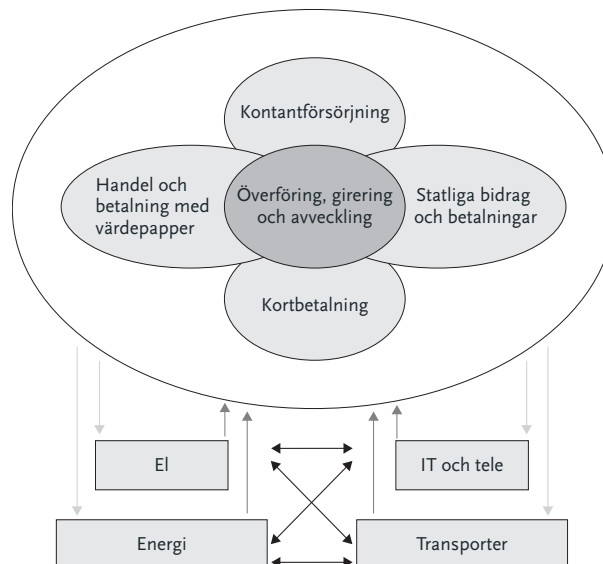 Kontantförsörjning
Handel och
betalning med
värdepapper
Överföring, girering
och avveckling
Statliga bidrag
och betalningar
Kortbetalning
El
IT och tele
Energi
Transporter